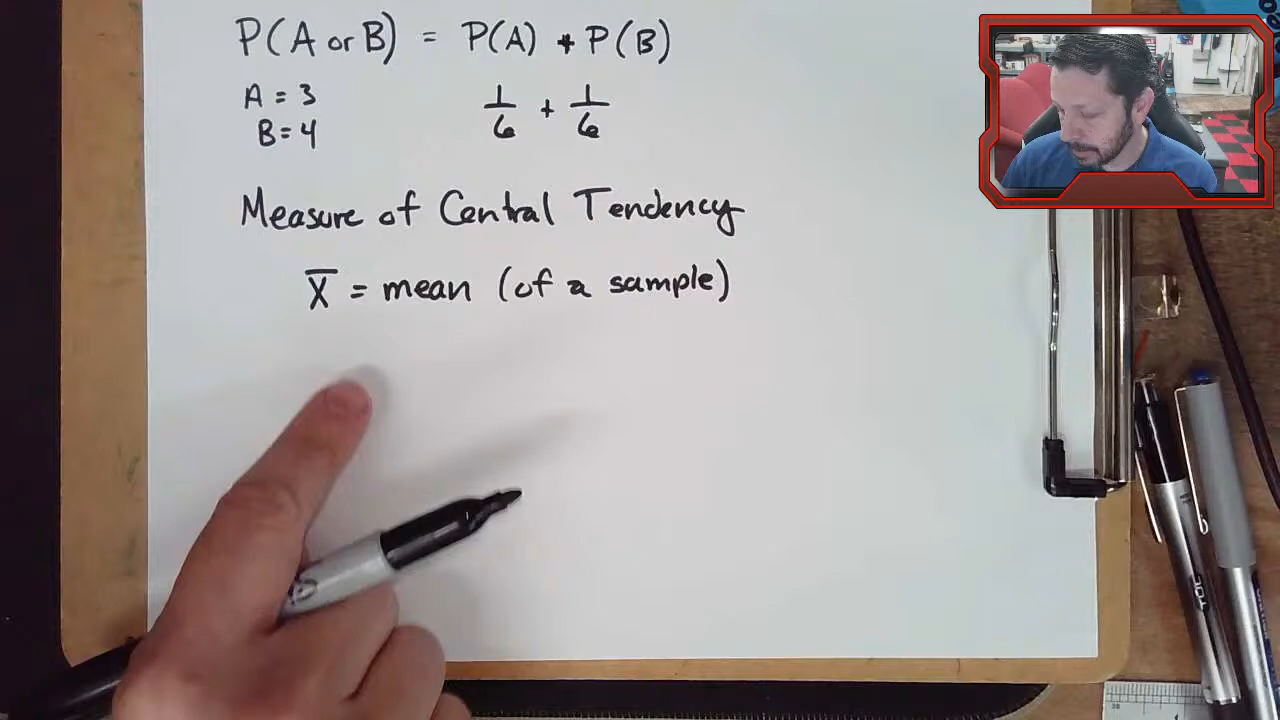 P(A or B) = P(A) + P(B)
A = 3 1/6 + 1/6
B = 4
Measure of Central Tendency
X̅ = mean (of a sample)